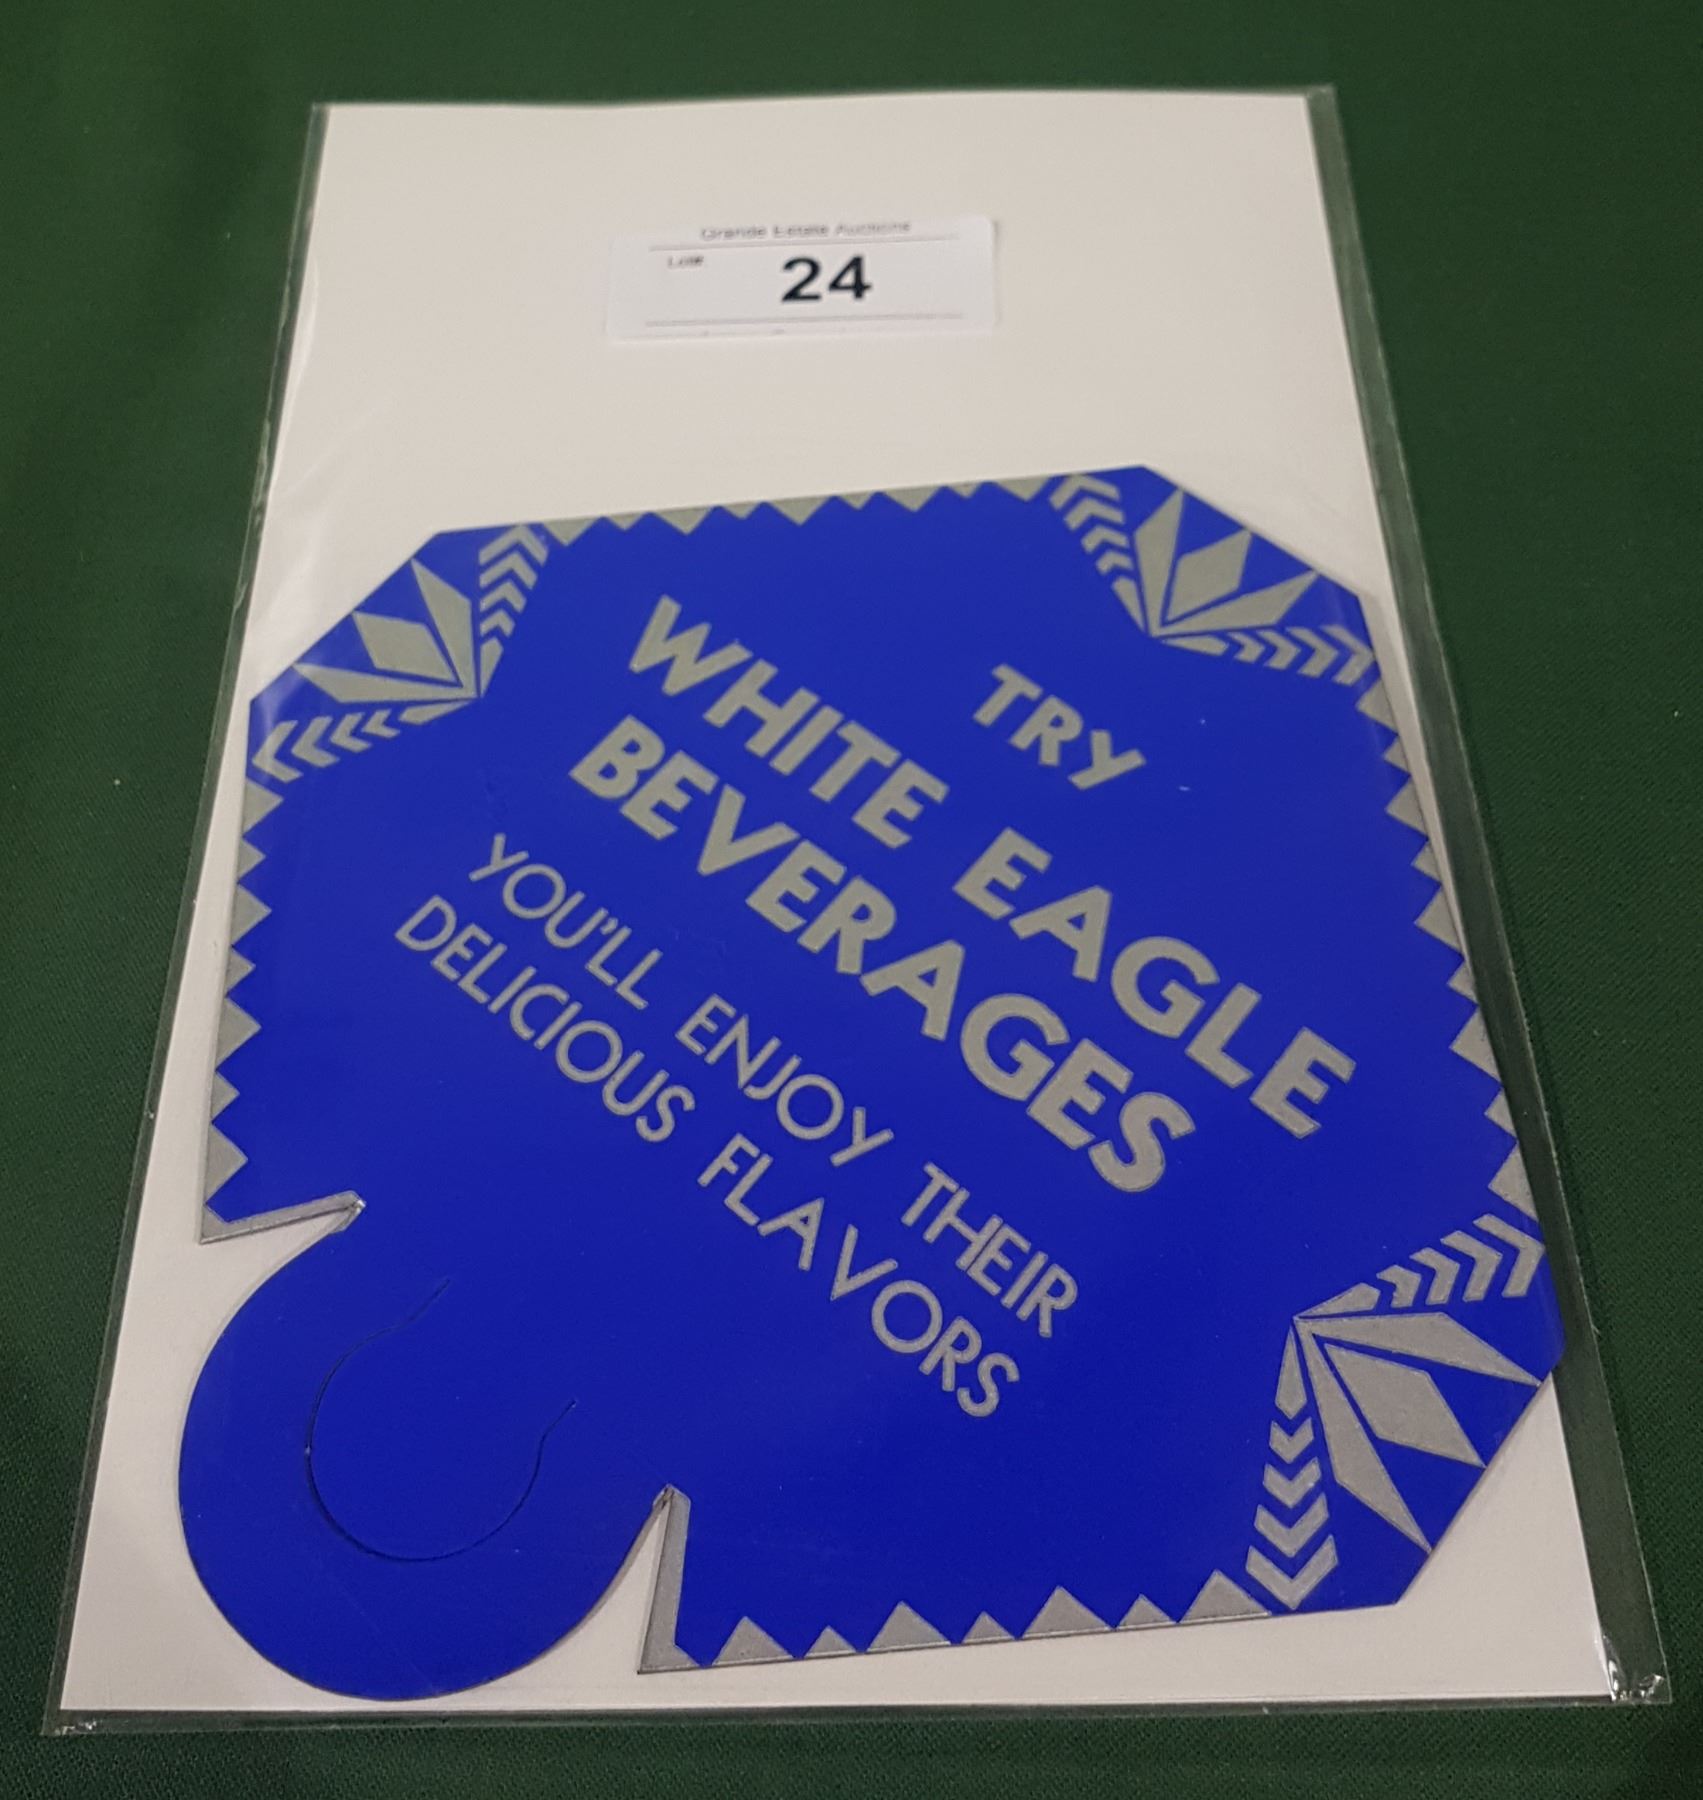 Grande Estate Auctions
Lot#
24
TRY
WHITE EAGLE
BEVERAGES
YOU'LL ENJOY THEIR
DELICIOUS FLAVORS